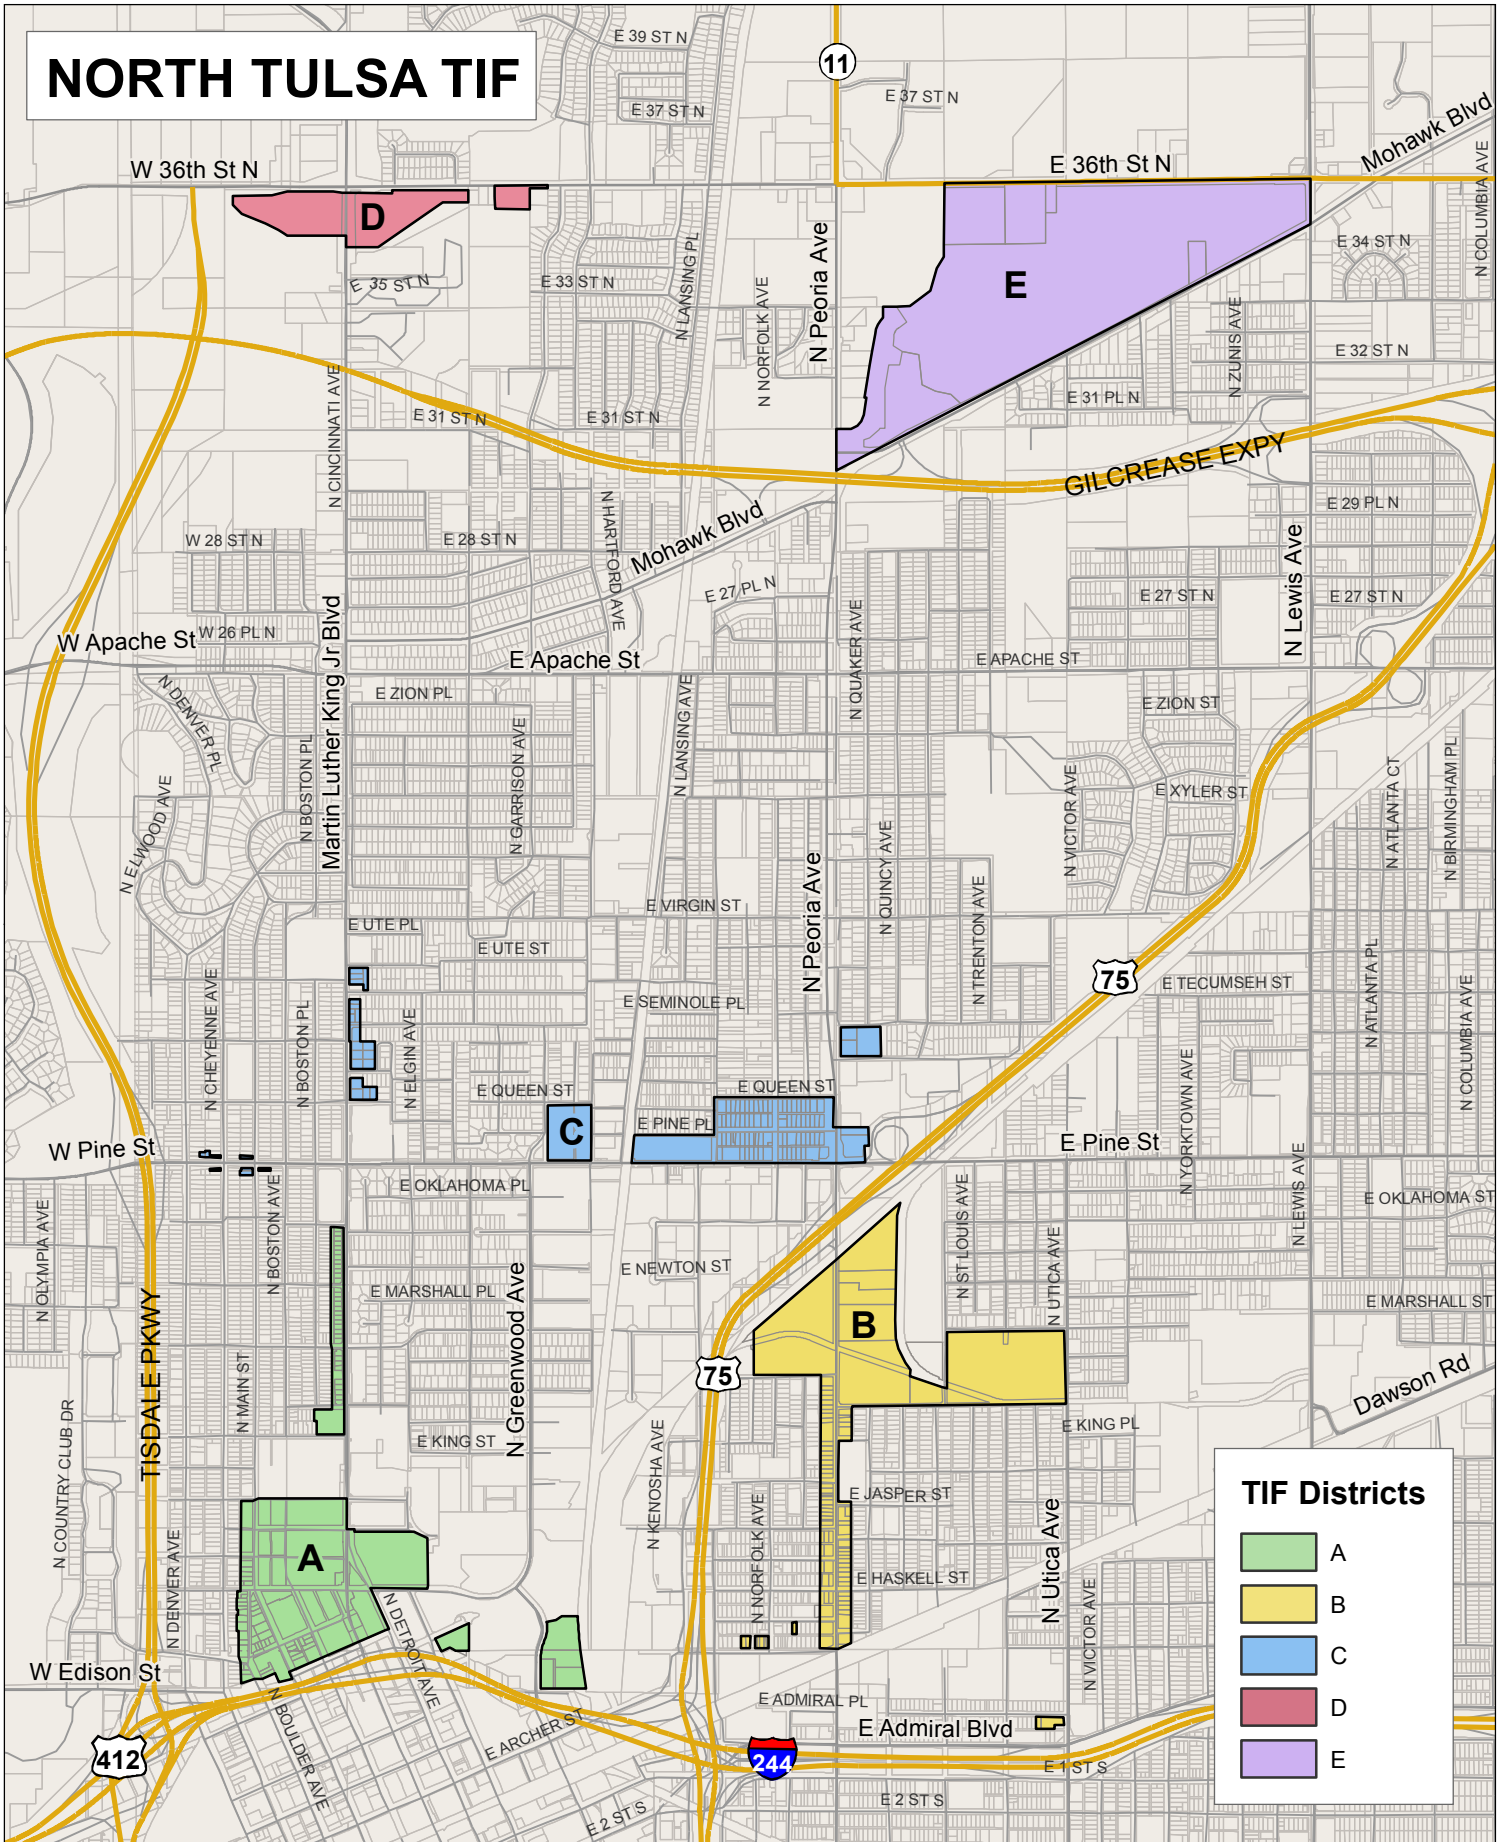 NORTH TULSA TIF
E 39 ST N
11
E 37 ST N
E 37 ST N
Mohawk Blvd
W 36th St N
E 36th St N
N COLUMBIA AVE
D
E 34 ST N
E 35 ST N
E 33 ST N
N LANSING PL
N NORFOLK AVE
N Peoria Ave
E
N ZUNIS AVE
E 32 ST N
N CINCINNATI AVE
E 31 ST N
E 31 ST N
E 31 PL N
GILCREASE EXPY
E 29 PL N
N HARTFORD AVE
Mohawk Blvd
W 28 ST N
E 28 ST N
N Lewis Ave
E 27 PL N
E 27 ST N
E 27 ST N
N QUAKER AVE
W Apache St
W 26 PL N
Martin Luther King Jr Blvd
E Apache St
E APACHE ST
N DENVER PL
E ZION PL
N LANSING AVE
E ZION ST
N BOSTON PL
N GARRISON AVE
N ELWOOD AVE
N VICTOR AVE
E XYLER ST
N ATLANTA CT
N BIRMINGHAM PL
N Peoria Ave
N QUINCY AVE
N TRENTON AVE
E VIRGIN ST
E UTE PL
E UTE ST
75
E TECUMSEH ST
N ATLANTA PL
N CHEYENNE AVE
N BOSTON PL
N ELGIN AVE
E SEMINOLE PL
N COLUMBIA AVE
N YORKTOWN AVE
E QUEEN ST
E QUEEN ST
C
E PINE PL
W Pine St
E Pine St
N LEWIS AVE
E OKLAHOMA PL
E OKLAHOMA ST
N OLYMPIA AVE
N BOSTON AVE
N ST LOUIS AVE
N UTICA AVE
E NEWTON ST
N Greenwood Ave
E MARSHALL PL
E MARSHALL ST
TISDALE PKWY
B
75
N MAIN ST
Dawson Rd
N COUNTRY CLUB DR
E KING ST
E KING PL
N KENOSHA AVE
TIF Districts
E JASPER ST
N NORFOLK AVE
N Utica Ave
A
A
N DENVER AVE
E HASKELL ST
B
N DETROIT AVE
N VICTOR AVE
C
W Edison St
N BOULDER AVE
E ADMIRAL PL
D
E Admiral Blvd
E ARCHER ST
412
244
E 1 ST S
E
E 2 ST S
E 2 ST S